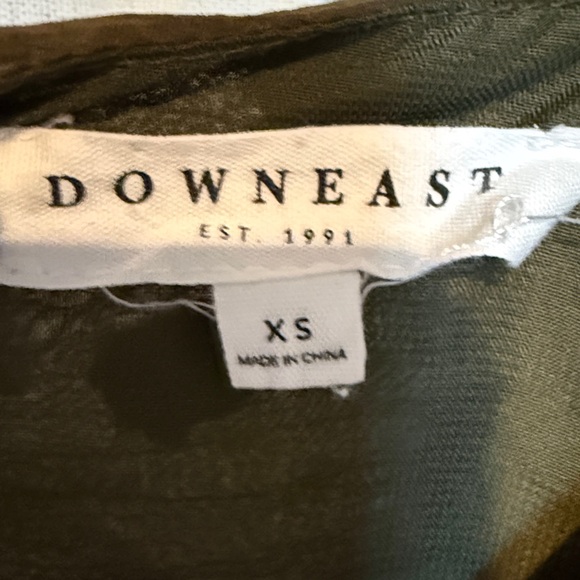 DOWNEAST
EST. 1991
XS
MADE IN CHINA